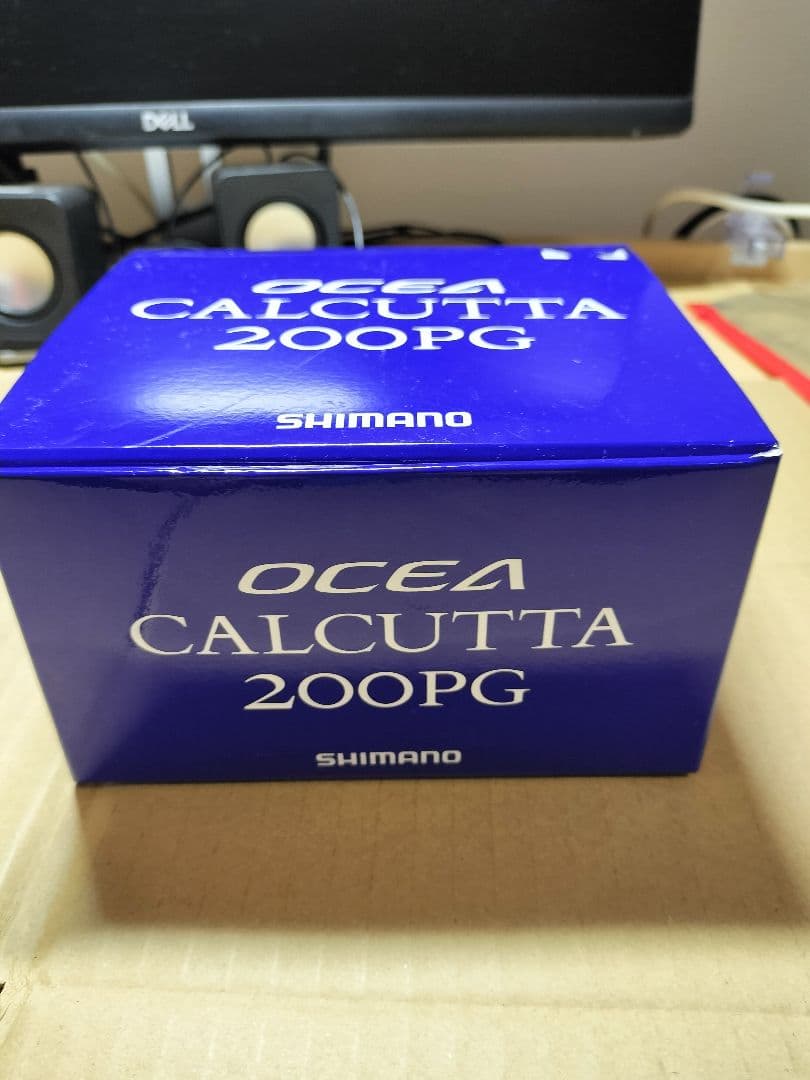 DELL
OCEA
CALCUTTA
200PG
SHIMANO
OCEA
CALCUTTA
200PG
SHIMANO